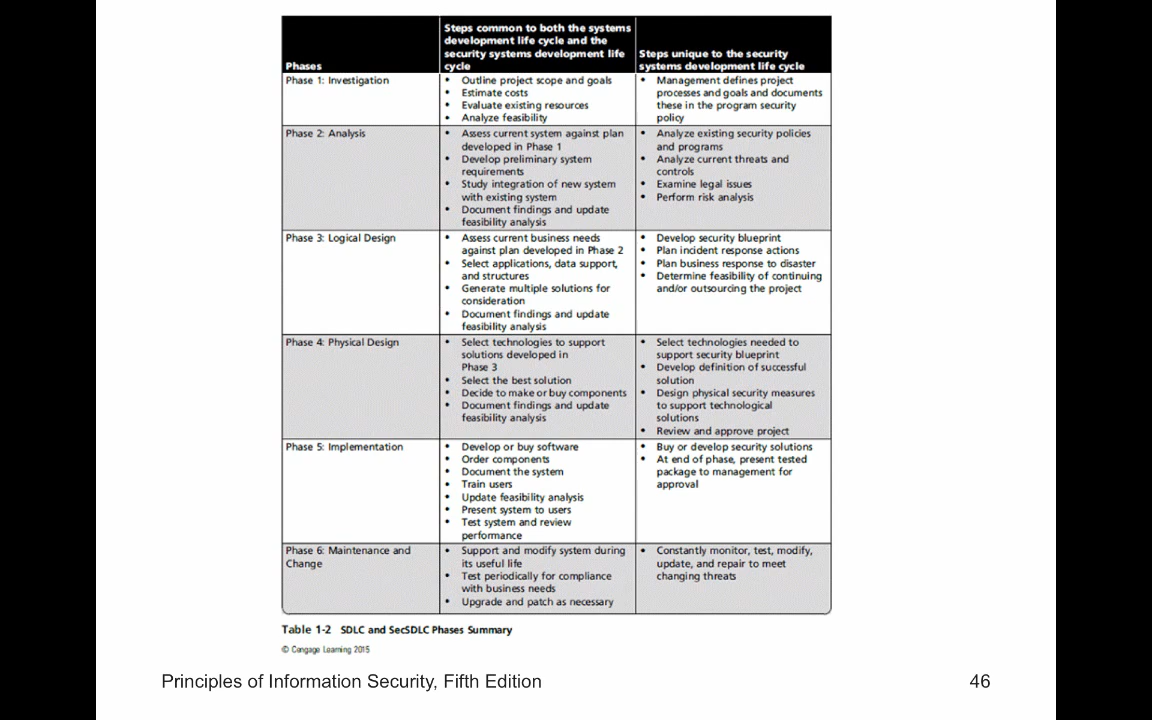 Phases
Steps common to both the systems
development life cycle and the
security systems development life
cycle
Steps unique to the security
systems development life cycle
Phase 1: Investigation
• Outline project scope and goals
• Estimate costs
• Evaluate existing resources
• Analyze feasibility
• Management defines project
processes and goals and documents
these in the program security
policy
Phase 2: Analysis
• Assess current system against plan
developed in Phase 1
• Develop preliminary system
requirements
• Study integration of new system
with existing system
• Document findings and update
feasibility analysis
• Analyze existing security policies
and programs
• Analyze current threats and
controls
• Examine legal issues
• Perform risk analysis
Phase 3: Logical Design
• Assess current business needs
against plan developed in Phase 2
• Select applications, data support,
and structures
• Generate multiple solutions for
consideration
• Document findings and update
feasibility analysis
• Develop security blueprint
• Plan incident response actions
• Plan business response to disaster
• Determine feasibility of continuing
and/or outsourcing the project
Phase 4: Physical Design
• Select technologies to support
solutions developed in
Phase 3
• Select the best solution
• Decide to make or buy components
• Document findings and update
feasibility analysis
• Select technologies needed to
support security blueprint
• Develop definition of successful
solution
• Design physical security measures
to support technological
solutions
• Review and approve project
Phase 5: Implementation
• Develop or buy software
• Order components
• Document the system
• Train users
• Update feasibility analysis
• Present system to users
• Test system and review
performance
• Buy or develop security solutions
• At end of phase, present tested
package to management for
approval
Phase 6: Maintenance and
Change
• Support and modify system during
its useful life
• Test periodically for compliance
with business needs
• Upgrade and patch as necessary
• Constantly monitor, test, modify,
update, and repair to meet
changing threats
Table 1-2 SDLC and SecSDLC Phases Summary
© Cengage Learning 2015
Principles of Information Security, Fifth Edition
46